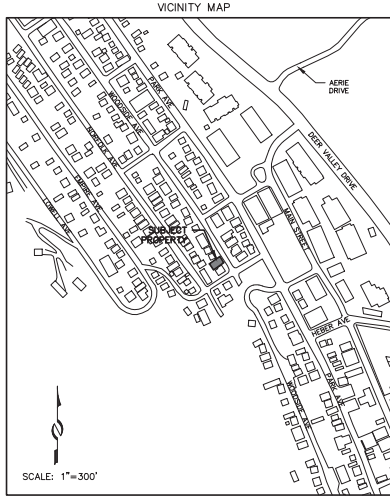 VICINITY MAP
AERIE
DRIVE
PARK AVE
WOODSIDE AVE
NORFOLK AVE
EMPIRE AVE
LOWELL AVE
DEER VALLEY DRIVE
SUBJECT
PROPERTY
MAIN STREET
HEBER AVE
PARK AVE
WOODSIDE AVE
SCALE: 1"=300'